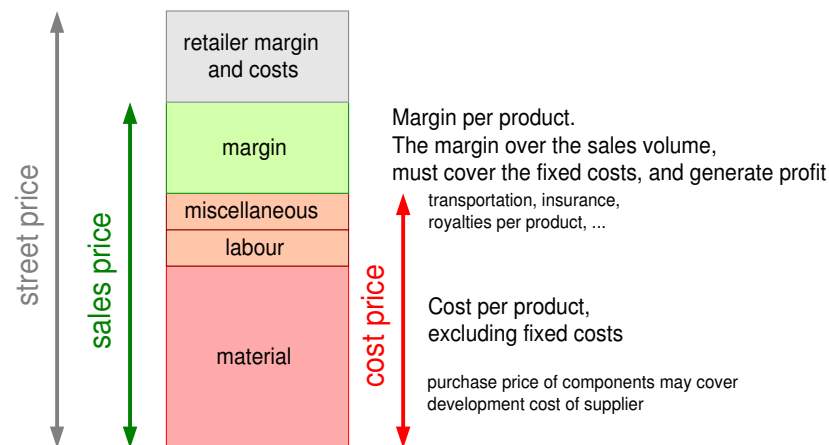 street price
sales price
retailer margin
and costs
margin
miscellaneous
labour
material
cost price
Margin per product.
The margin over the sales volume,
must cover the fixed costs, and generate profit
transportation, insurance,
royalties per product, ...
Cost per product,
excluding fixed costs
purchase price of components may cover
development cost of supplier